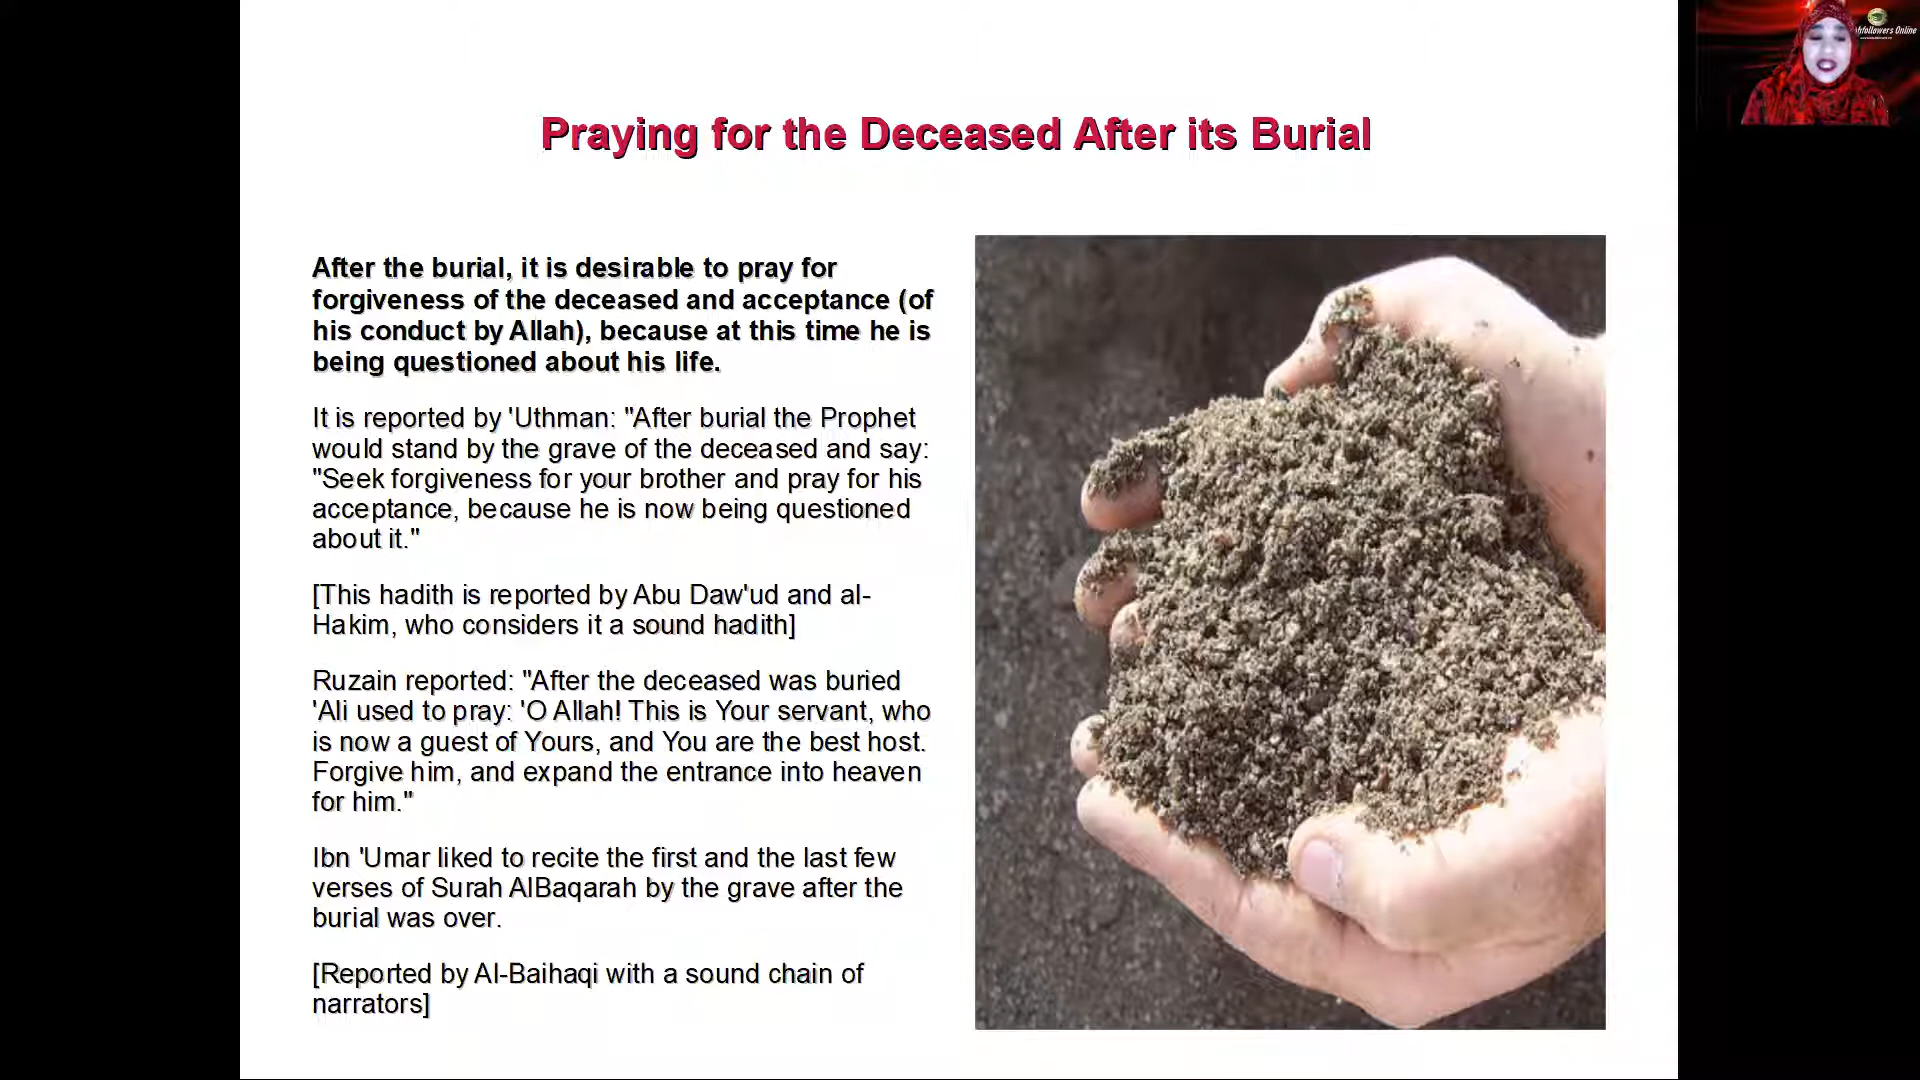 Praying for the Deceased After its Burial
After the burial, it is desirable to pray for
forgiveness of the deceased and acceptance (of
his conduct by Allah), because at this time he is
being questioned about his life.
It is reported by 'Uthman: "After burial the Prophet
would stand by the grave of the deceased and say:
"Seek forgiveness for your brother and pray for his
acceptance, because he is now being questioned
about it."
[This hadith is reported by Abu Daw'ud and al-
Hakim, who considers it a sound hadith]
Ruzain reported: "After the deceased was buried
'Ali used to pray: 'O Allah! This is Your servant, who
is now a guest of Yours, and You are the best host.
Forgive him, and expand the entrance into heaven
for him."
Ibn 'Umar liked to recite the first and the last few
verses of Surah AlBaqarah by the grave after the
burial was over.
[Reported by Al-Baihaqi with a sound chain of
narrators]
Online